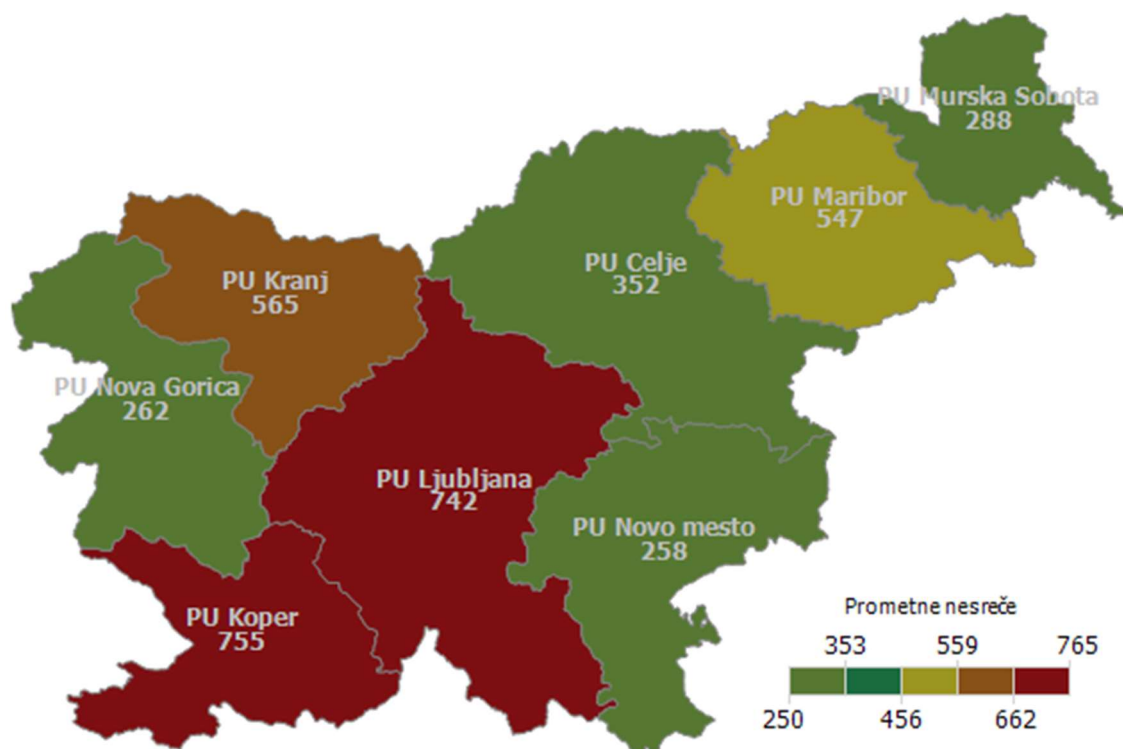 PU Murska Sobota
288
PU Maribor
547
PU Celje
352
PU Kranj
565
PU Nova Gorica
262
PU Ljubljana
742
PU Novo mesto
258
PU Koper
755
Prometne nesreče
353 559 765
250 456 662